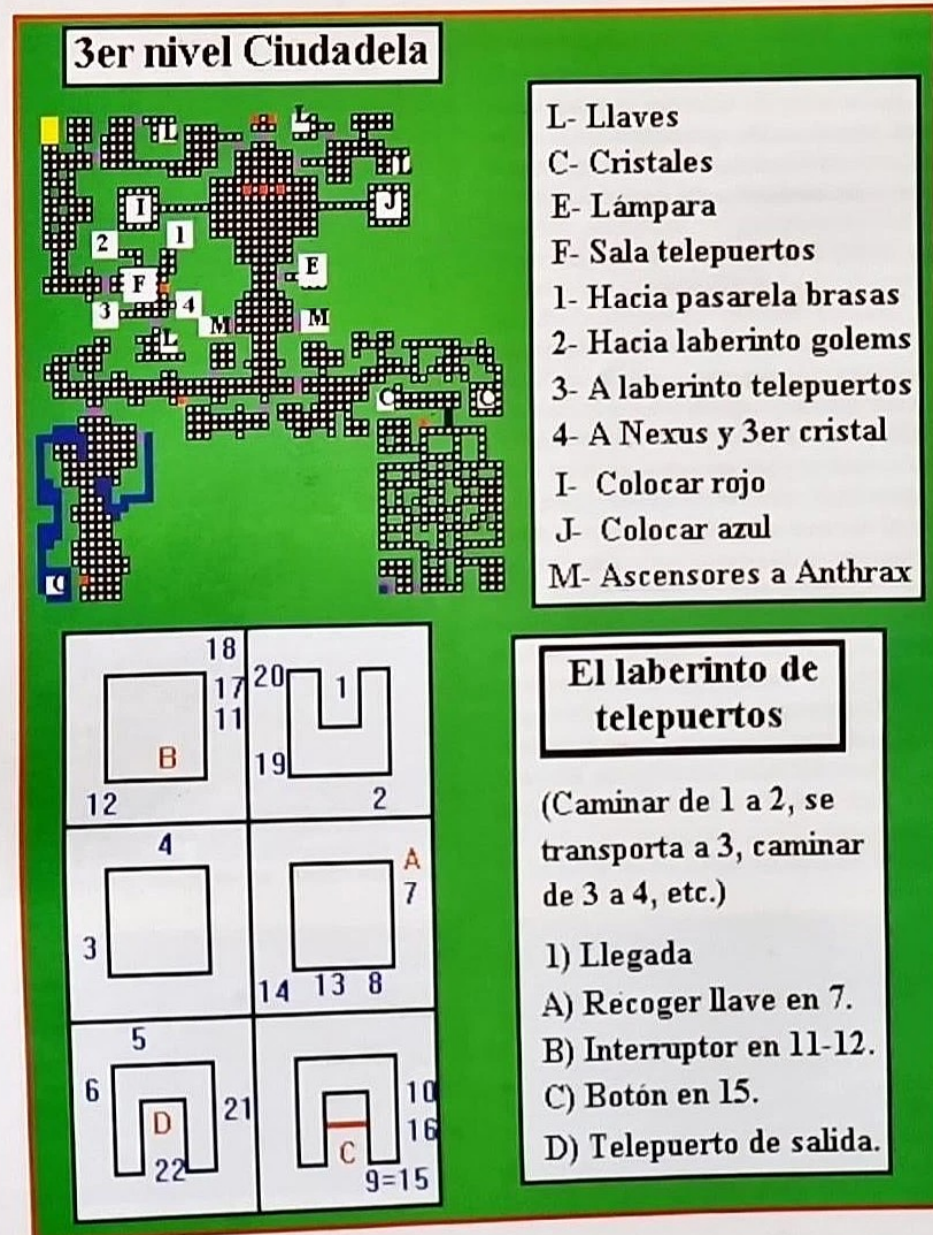 3er nivel Ciudadela
L
L
L
I
J
2
1
F
E
3
4
M
M
L
C
C
C
L- Llaves
C- Cristales
E- Lámpara
F- Sala telepuertos
1- Hacia pasarela brasas
2- Hacia laberinto golems
3- A laberinto telepuertos
4- A Nexus y 3er cristal
I- Colocar rojo
J- Colocar azul
M- Ascensores a Anthrax
18
17
11
B
12
20
1
19
2
4
3
A
7
14 13 8
5
6
D
21
22
10
16
C
9=15
El laberinto de
telepuertos
(Caminar de 1 a 2, se
transporta a 3, caminar
de 3 a 4, etc.)
1) Llegada
A) Recoger llave en 7.
B) Interruptor en 11-12.
C) Botón en 15.
D) Telepuerto de salida.